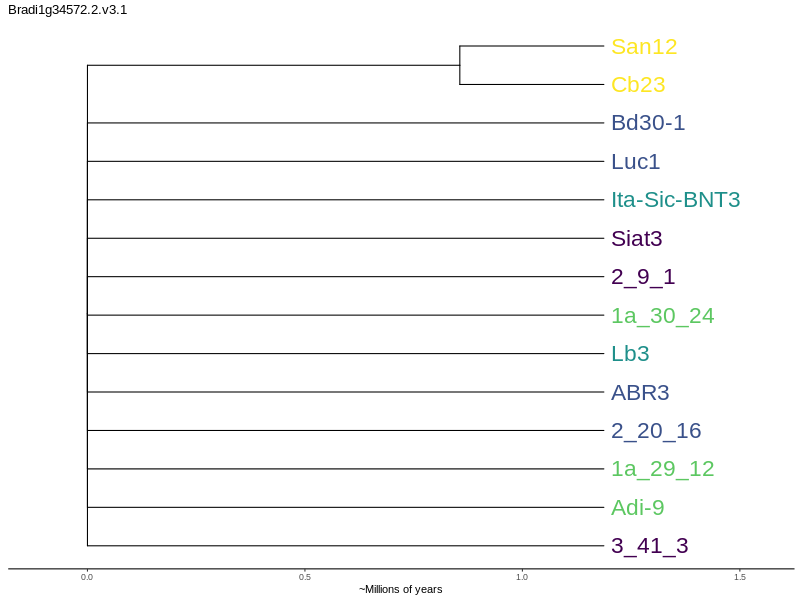 Bradi1g34572.2.v3.1
San12
Cb23
Bd30-1
Luc1
Ita-Sic-BNT3
Siat3
2_9_1
1a_30_24
Lb3
ABR3
2_20_16
1a_29_12
Adi-9
3_41_3
0.0 0.5 1.0 1.5
~Millions of years